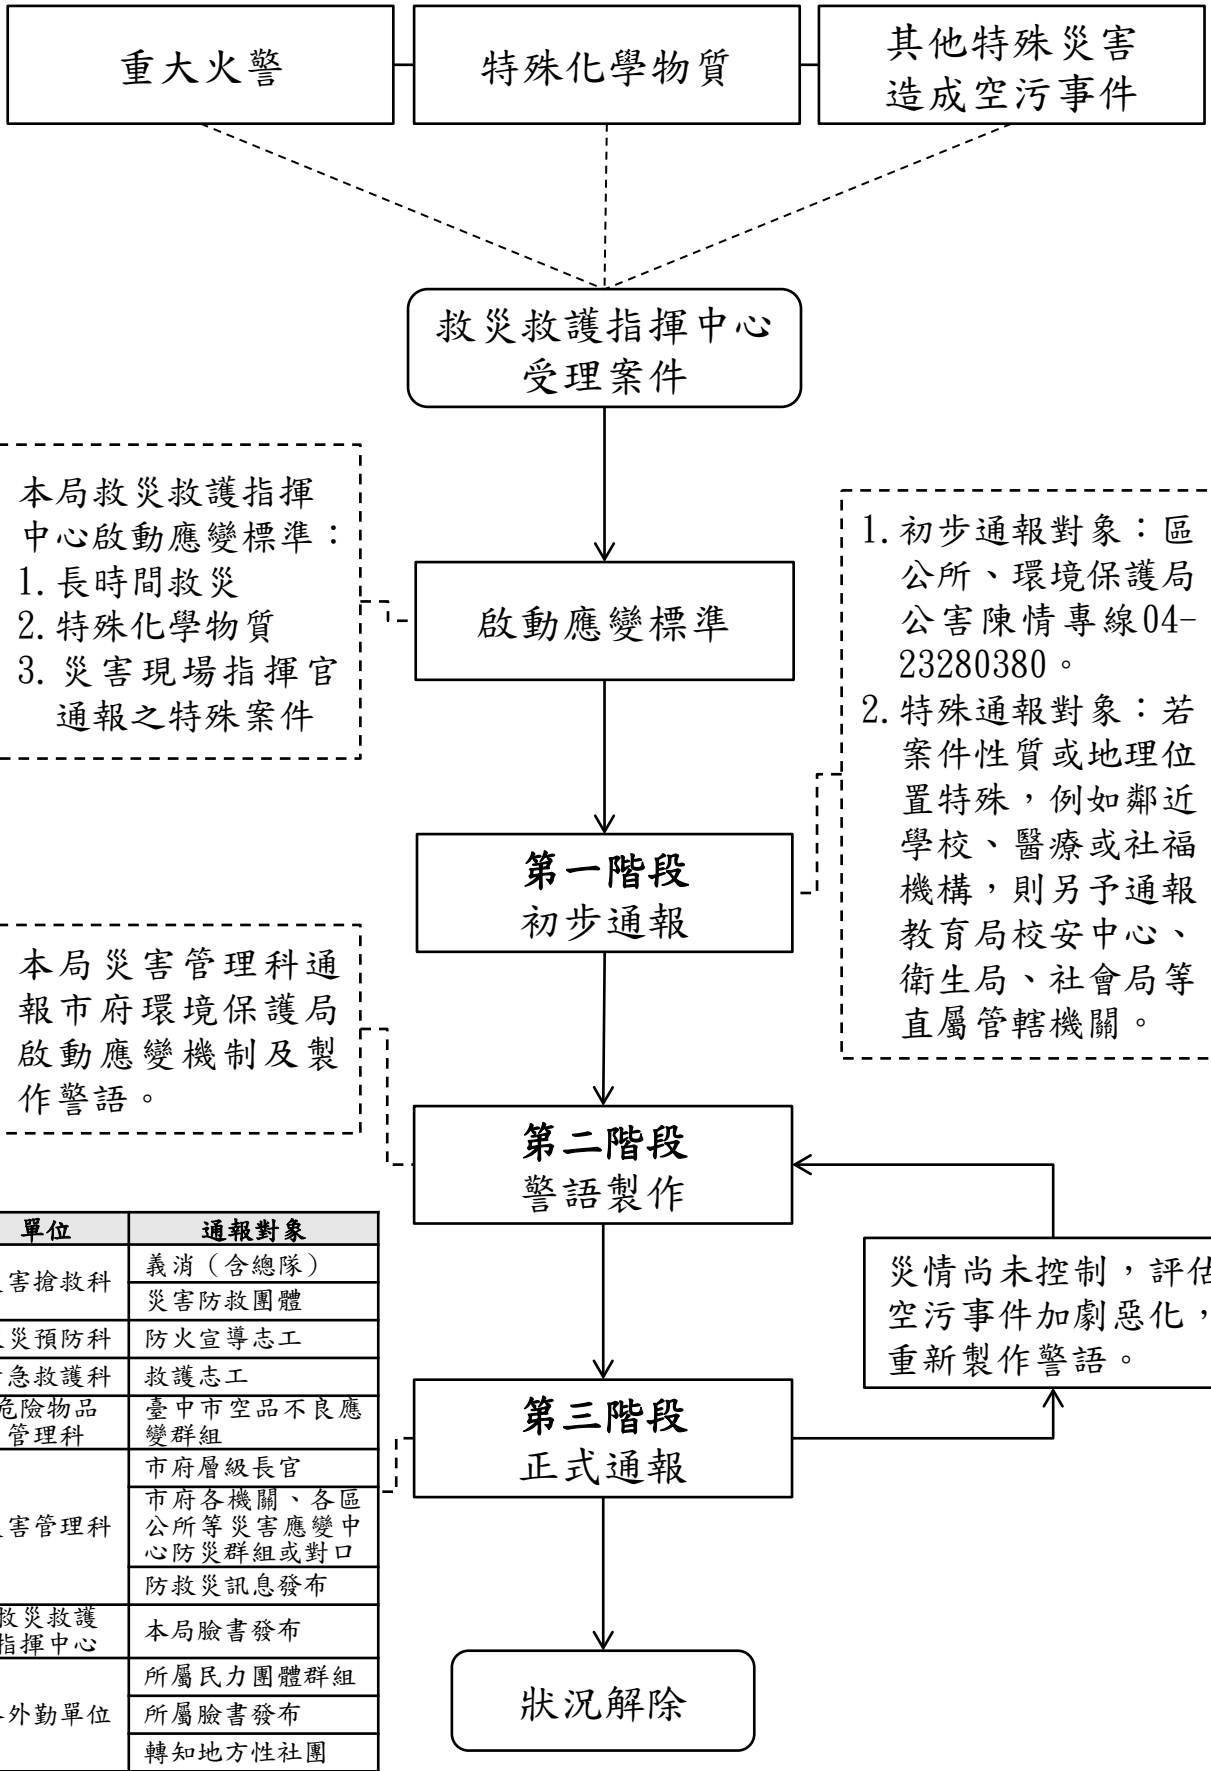 重大火警
特殊化學物質
其他特殊災害
造成空污事件
救災救護指揮中心
受理案件
本局救災救護指揮
中心啟動應變標準：
1. 長時間救災
2. 特殊化學物質
3. 災害現場指揮官
通報之特殊案件
啟動應變標準
1. 初步通報對象：區
公所、環境保護局
公害陳情專線04-
23280380。
2. 特殊通報對象：若
案件性質或地理位
置特殊，例如鄰近
學校、醫療或社福
機構，則另予通報
教育局校安中心、
衛生局、社會局等
直屬管轄機關。
第一階段
初步通報
本局災害管理科通
報市府環境保護局
啟動應變機制及製
作警語。
第二階段
警語製作
災情尚未控制，評估
空污事件加劇惡化，
重新製作警語。
第三階段
正式通報
狀況解除
單位
通報對象
害搶救科
義消（含總隊）
災害防救團體
災預防科
防火宣導志工
急救護科
救護志工
危險物品
管理科
臺中市空品不良應
變群組
害管理科
市府層級長官
市府各機關、各區
公所等災害應變中
心防災群組或對口
防救災訊息發布
救災救護
指揮中心
本局臉書發布
外勤單位
所屬民力團體群組
所屬臉書發布
轉知地方性社團